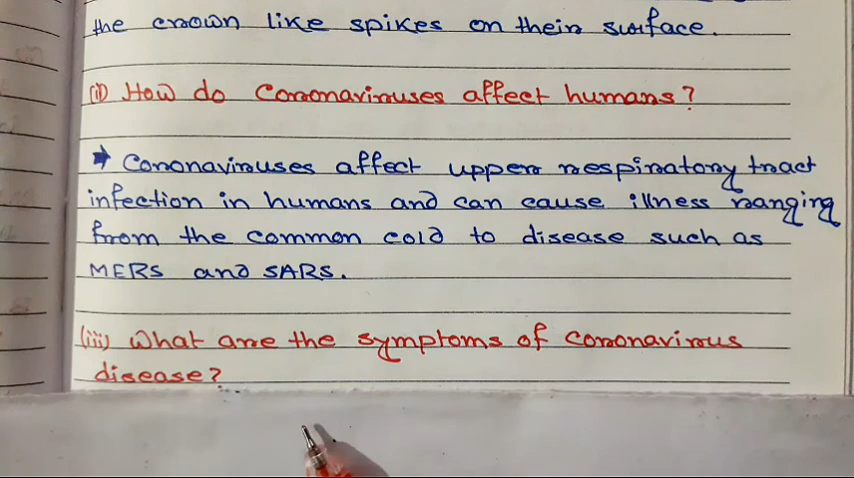 the crown like spikes on their surface.
(ii) How do Coronaviruses affect humans?
→ Coronaviruses affect upper respiratory tract
infection in humans and can cause illness ranging
from the common cold to disease such as
MERS and SARS.
(iii) What are the symptoms of coronavirus
disease?